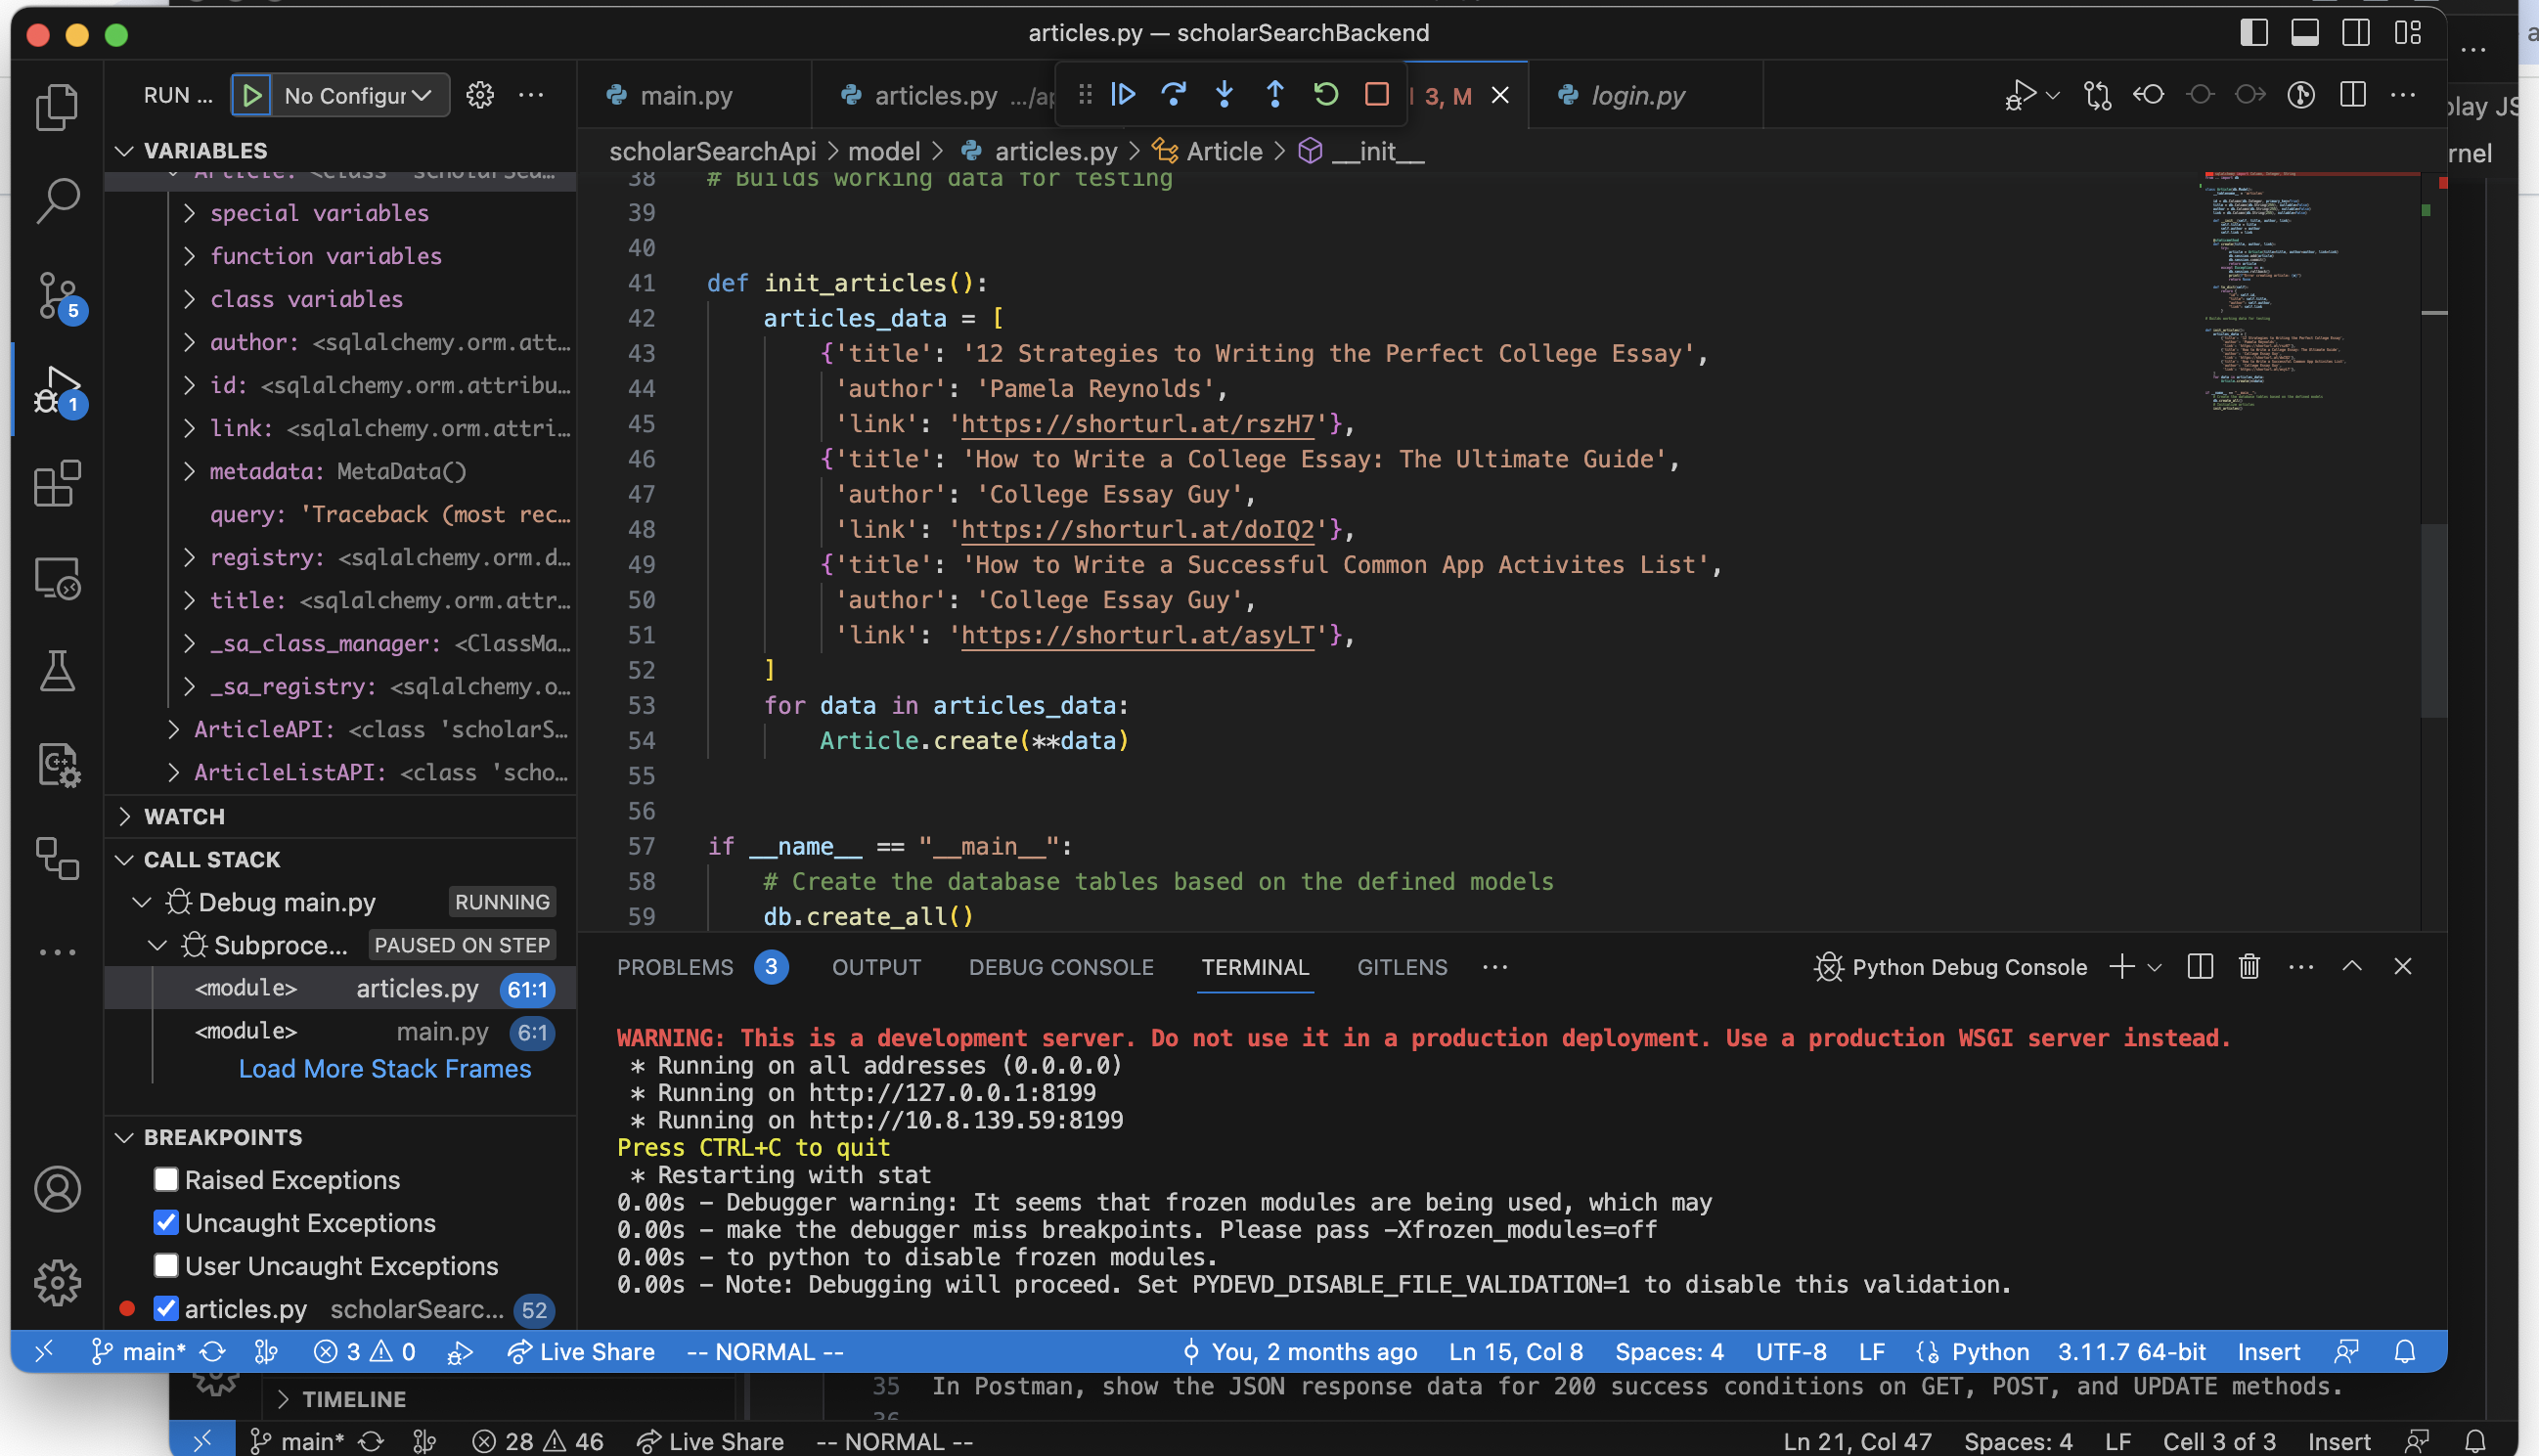 articles.py — scholarSearchBackend
RUN ...
No Configur
main.py
articles.py .../ap
3, M
login.py
play JS
rnel
VARIABLES
scholarSearchApi > model > articles.py > Article > __init__
Article: <class 'scholarSea...
special variables
function variables
class variables
author: <sqlalchemy.orm.att...
id: <sqlalchemy.orm.attribu...
link: <sqlalchemy.orm.attri...
metadata: MetaData()
query: 'Traceback (most rec...
registry: <sqlalchemy.orm.d...
title: <sqlalchemy.orm.attr...
_sa_class_manager: <ClassMa...
_sa_registry: <sqlalchemy.o...
ArticleAPI: <class 'scholarS...
ArticleListAPI: <class 'scho...
WATCH
CALL STACK
Debug main.py RUNNING
Subproce... PAUSED ON STEP
<module> articles.py 61:1
<module> main.py 6:1
Load More Stack Frames
BREAKPOINTS
Raised Exceptions
Uncaught Exceptions
User Uncaught Exceptions
articles.py scholarSearc... 52
5
1
38 # Builds working data for testing
39
40
41 def init_articles():
42 articles_data = [
43 {'title': '12 Strategies to Writing the Perfect College Essay',
44 'author': 'Pamela Reynolds',
45 'link': 'https://shorturl.at/rszH7'},
46 {'title': 'How to Write a College Essay: The Ultimate Guide',
47 'author': 'College Essay Guy',
48 'link': 'https://shorturl.at/doIQ2'},
49 {'title': 'How to Write a Successful Common App Activites List',
50 'author': 'College Essay Guy',
51 'link': 'https://shorturl.at/asyLT'},
52 ]
53 for data in articles_data:
54 Article.create(**data)
55
56
57 if __name__ == "__main__":
58 # Create the database tables based on the defined models
59 db.create_all()
PROBLEMS 3 OUTPUT DEBUG CONSOLE TERMINAL GITLENS ... Python Debug Console
WARNING: This is a development server. Do not use it in a production deployment. Use a production WSGI server instead.
* Running on all addresses (0.0.0.0)
* Running on http://127.0.0.1:8199
* Running on http://10.8.139.59:8199
Press CTRL+C to quit
* Restarting with stat
0.00s - Debugger warning: It seems that frozen modules are being used, which may
0.00s - make the debugger miss breakpoints. Please pass -Xfrozen_modules=off
0.00s - to python to disable frozen modules.
0.00s - Note: Debugging will proceed. Set PYDEVD_DISABLE_FILE_VALIDATION=1 to disable this validation.
main* 3 0 Live Share -- NORMAL -- You, 2 months ago Ln 15, Col 8 Spaces: 4 UTF-8 LF Python 3.11.7 64-bit Insert
TIMELINE
35 In Postman, show the JSON response data for 200 success conditions on GET, POST, and UPDATE methods.
36
main* 28 46 Live Share -- NORMAL -- Ln 21, Col 47 Spaces: 4 LF Cell 3 of 3 Insert